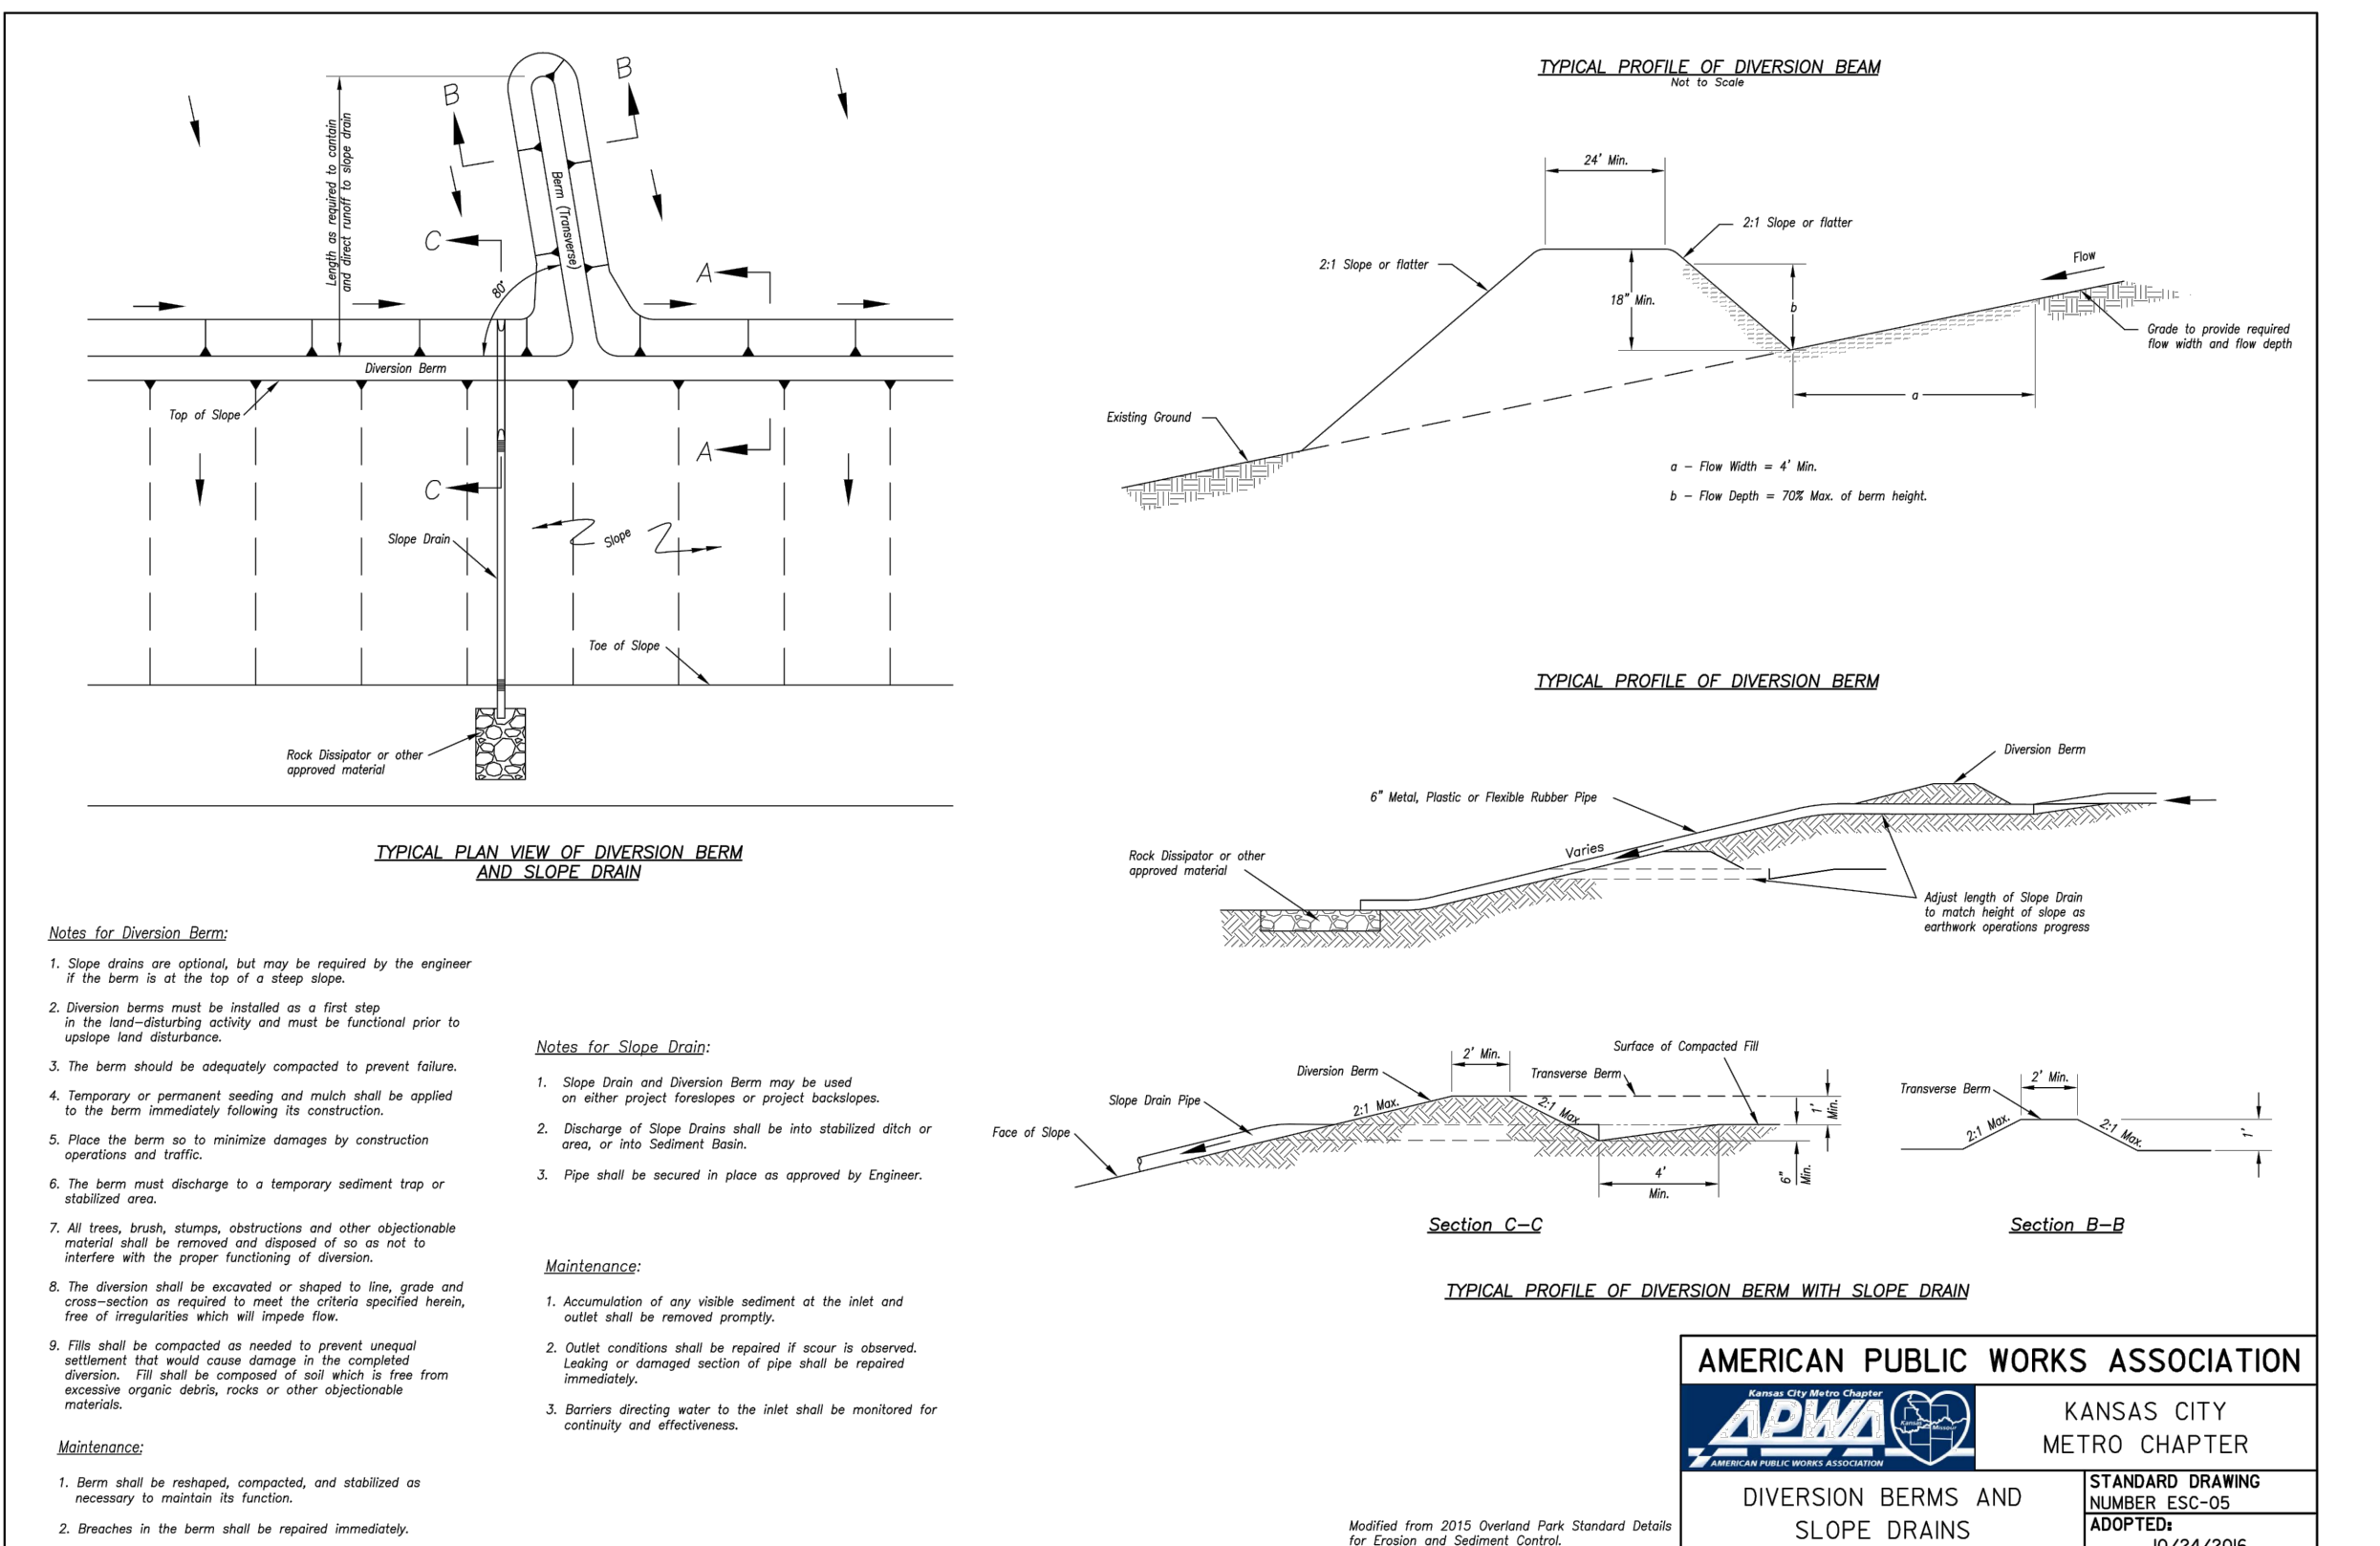 B
B
Length as required to cantain
and direct runoff to slope drain
Berm (Transverse)
C
A
80°
Diversion Berm
Top of Slope
A
C
Slope Drain
Slope
Toe of Slope
Rock Dissipator or other
approved material
TYPICAL PLAN VIEW OF DIVERSION BERM
AND SLOPE DRAIN
Notes for Diversion Berm:
1. Slope drains are optional, but may be required by the engineer
if the berm is at the top of a steep slope.
2. Diversion berms must be installed as a first step
in the land-disturbing activity and must be functional prior to
upslope land disturbance.
3. The berm should be adequately compacted to prevent failure.
4. Temporary or permanent seeding and mulch shall be applied
to the berm immediately following its construction.
5. Place the berm so to minimize damages by construction
operations and traffic.
6. The berm must discharge to a temporary sediment trap or
stabilized area.
7. All trees, brush, stumps, obstructions and other objectionable
material shall be removed and disposed of so as not to
interfere with the proper functioning of diversion.
8. The diversion shall be excavated or shaped to line, grade and
cross-section as required to meet the criteria specified herein,
free of irregularities which will impede flow.
9. Fills shall be compacted as needed to prevent unequal
settlement that would cause damage in the completed
diversion. Fill shall be composed of soil which is free from
excessive organic debris, rocks or other objectionable
materials.
Maintenance:
1. Berm shall be reshaped, compacted, and stabilized as
necessary to maintain its function.
2. Breaches in the berm shall be repaired immediately.
Notes for Slope Drain:
1. Slope Drain and Diversion Berm may be used
on either project foreslopes or project backslopes.
2. Discharge of Slope Drains shall be into stabilized ditch or
area, or into Sediment Basin.
3. Pipe shall be secured in place as approved by Engineer.
Maintenance:
1. Accumulation of any visible sediment at the inlet and
outlet shall be removed promptly.
2. Outlet conditions shall be repaired if scour is observed.
Leaking or damaged section of pipe shall be repaired
immediately.
3. Barriers directing water to the inlet shall be monitored for
continuity and effectiveness.
TYPICAL PROFILE OF DIVERSION BEAM
Not to Scale
24' Min.
2:1 Slope or flatter
2:1 Slope or flatter
Flow
18" Min.
b
Grade to provide required
flow width and flow depth
a
Existing Ground
a - Flow Width = 4' Min.
b - Flow Depth = 70% Max. of berm height.
TYPICAL PROFILE OF DIVERSION BERM
Diversion Berm
6" Metal, Plastic or Flexible Rubber Pipe
Varies
Rock Dissipator or other
approved material
Adjust length of Slope Drain
to match height of slope as
earthwork operations progress
Surface of Compacted Fill
2' Min.
Diversion Berm
Transverse Berm
Slope Drain Pipe
2:1 Max.
2:1 Max.
1'
Min.
Face of Slope
4'
Min.
6"
Min.
Section C-C
2' Min.
Transverse Berm
2:1 Max.
2:1 Max.
1'
Section B-B
TYPICAL PROFILE OF DIVERSION BERM WITH SLOPE DRAIN
AMERICAN PUBLIC WORKS ASSOCIATION
Kansas City Metro Chapter
APWA
Kansas
Missouri
AMERICAN PUBLIC WORKS ASSOCIATION
KANSAS CITY
METRO CHAPTER
DIVERSION BERMS AND
SLOPE DRAINS
STANDARD DRAWING
NUMBER ESC-05
ADOPTED:
10/24/2016
Modified from 2015 Overland Park Standard Details
for Erosion and Sediment Control.